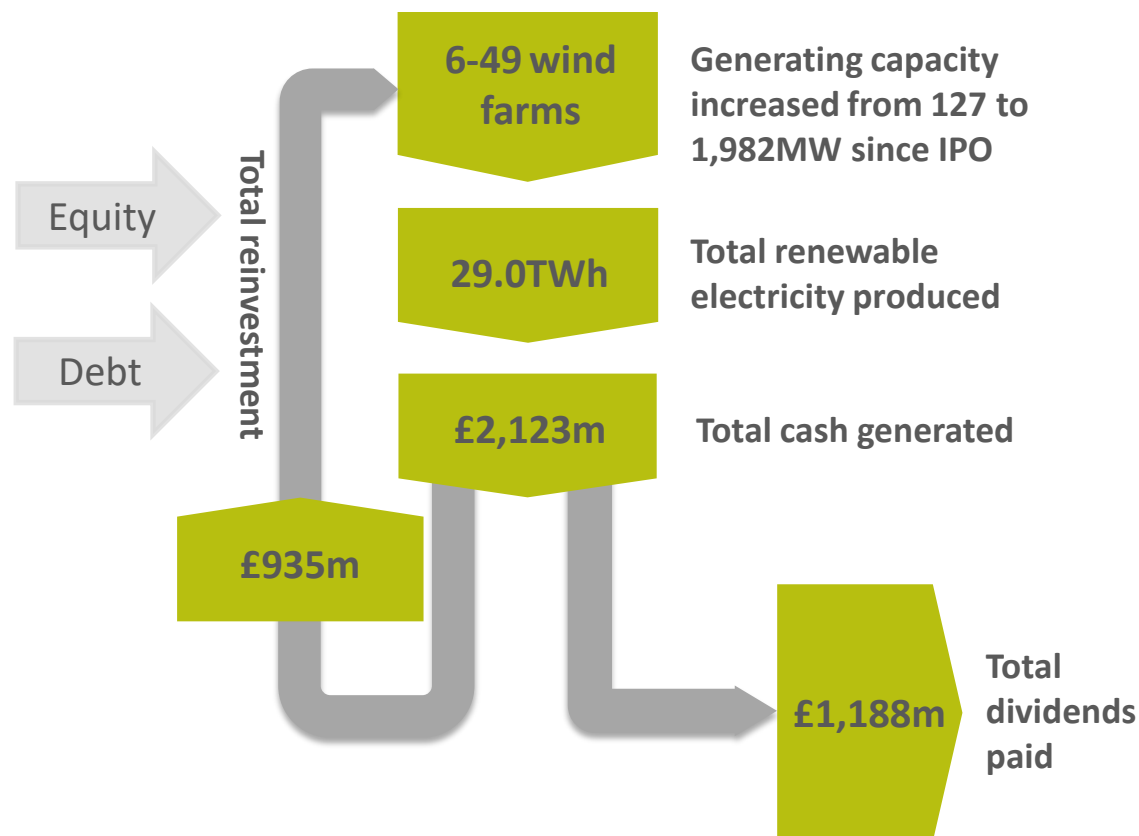 6-49 wind
farms
Generating capacity
increased from 127 to
1,982MW since IPO
Equity
Debt
Total reinvestment
29.0TWh
Total renewable
electricity produced
£2,123m
Total cash generated
£935m
£1,188m
Total
dividends
paid